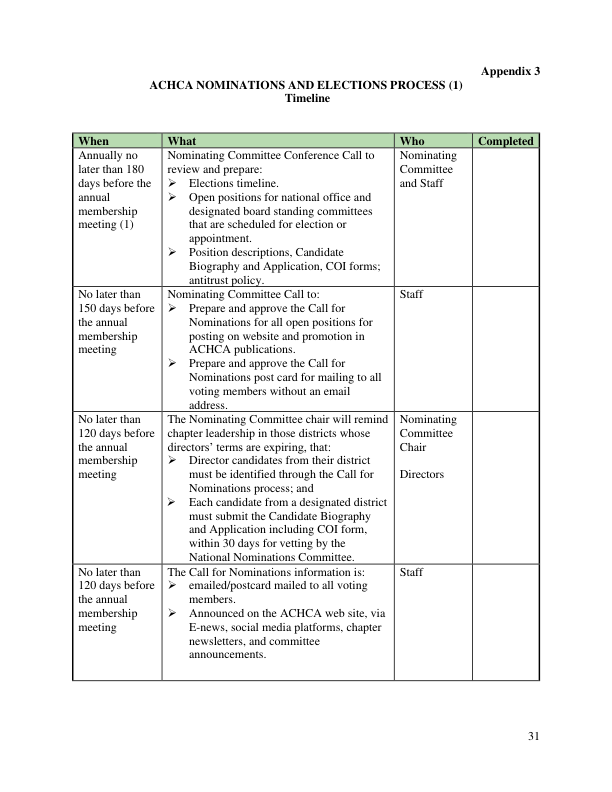 Appendix 3
ACHCA NOMINATIONS AND ELECTIONS PROCESS (1)
Timeline
When What Who Completed
Annually no
later than 180
days before the
annual
membership
meeting (1)
Nominating Committee Conference Call to
review and prepare:
➢ Elections timeline.
➢ Open positions for national office and
designated board standing committees
that are scheduled for election or
appointment.
➢ Position descriptions, Candidate
Biography and Application, COI forms;
antitrust policy.
Nominating
Committee
and Staff
No later than
150 days before
the annual
membership
meeting
Nominating Committee Call to:
➢ Prepare and approve the Call for
Nominations for all open positions for
posting on website and promotion in
ACHCA publications.
➢ Prepare and approve the Call for
Nominations post card for mailing to all
voting members without an email
address.
Staff
No later than
120 days before
the annual
membership
meeting
The Nominating Committee chair will remind
chapter leadership in those districts whose
directors’ terms are expiring, that:
➢ Director candidates from their district
must be identified through the Call for
Nominations process; and
➢ Each candidate from a designated district
must submit the Candidate Biography
and Application including COI form,
within 30 days for vetting by the
National Nominations Committee.
Nominating
Committee
Chair
Directors
No later than
120 days before
the annual
membership
meeting
The Call for Nominations information is:
➢ emailed/postcard mailed to all voting
members.
➢ Announced on the ACHCA web site, via
E-news, social media platforms, chapter
newsletters, and committee
announcements.
Staff
31